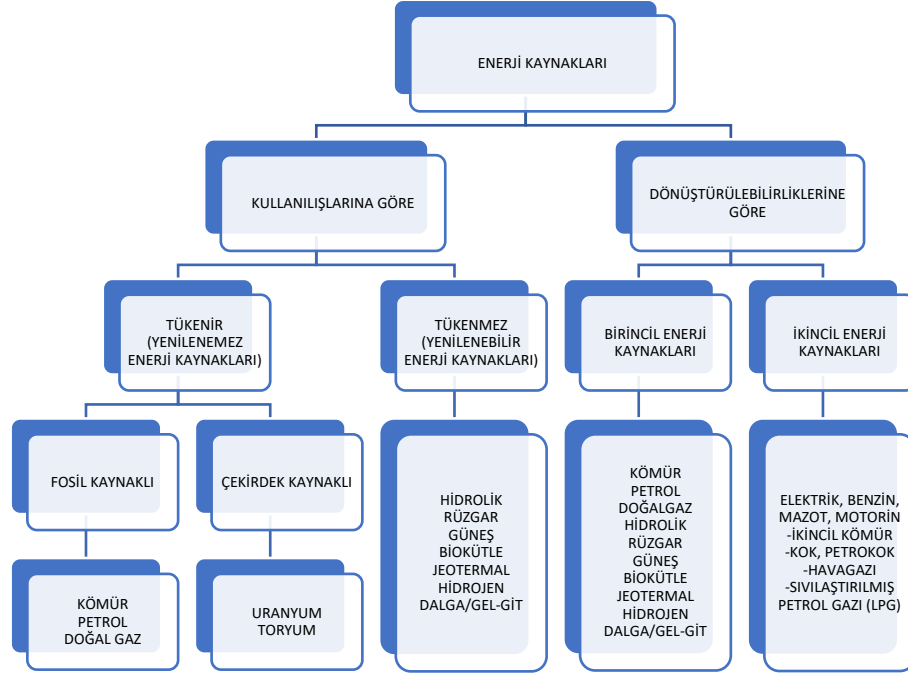 ENERJİ KAYNAKLARI
KULLANILIŞLARINA GÖRE
DÖNÜŞTÜRÜLEBİLİRLİKLERİNE
GÖRE
TÜKENİR
(YENİLENEMEZ
ENERJİ KAYNAKLARI)
TÜKENMEZ
(YENİLENEBİLİR
ENERJİ KAYNAKLARI)
BİRİNCİL ENERJİ
KAYNAKLARI
İKİNCİL ENERJİ
KAYNAKLARI
FOSİL KAYNAKLI
ÇEKİRDEK KAYNAKLI
KÖMÜR
PETROL
DOĞAL GAZ
URANYUM
TORYUM
HİDROLİK
RÜZGAR
GÜNEŞ
BİOKÜTLE
JEOTERMAL
HİDROJEN
DALGA/GEL-GİT
KÖMÜR
PETROL
DOĞALGAZ
HİDROLİK
RÜZGAR
GÜNEŞ
BİOKÜTLE
JEOTERMAL
HİDROJEN
DALGA/GEL-GİT
ELEKTRİK, BENZİN,
MAZOT, MOTORİN
-İKİNCİL KÖMÜR
-KOK, PETROKOK
-HAVAGAZI
-SIVILAŞTIRILMIŞ
PETROL GAZI (LPG)